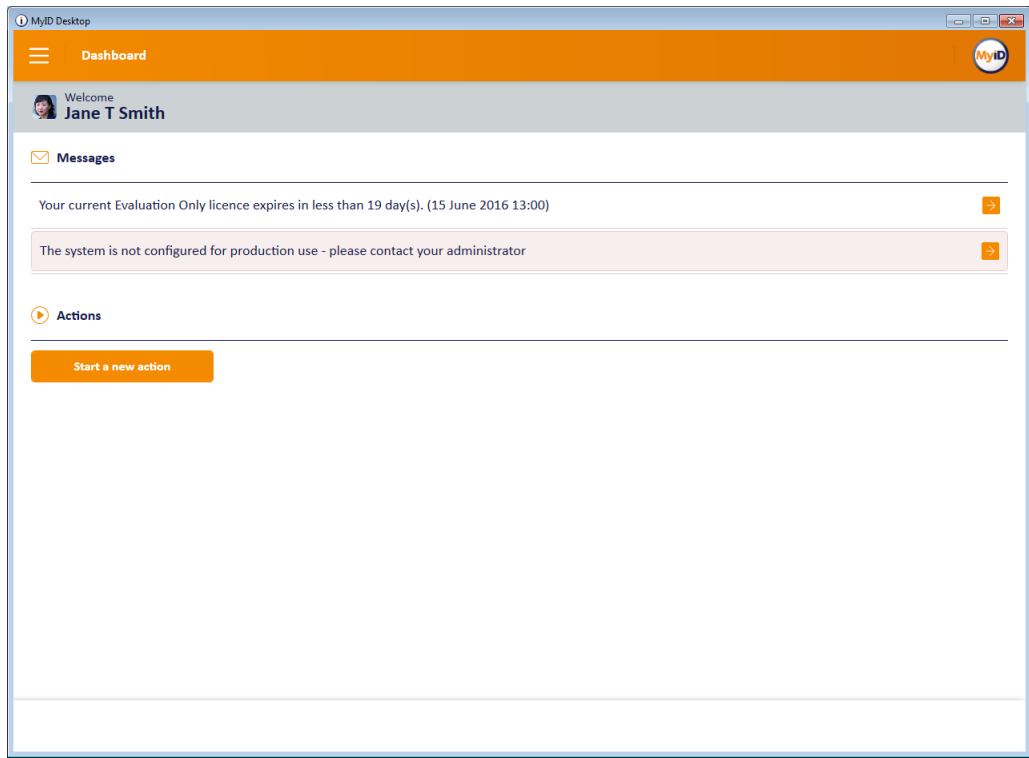 MyID Desktop
Dashboard
MyID
Welcome
Jane T Smith
Messages
Your current Evaluation Only licence expires in less than 19 day(s). (15 June 2016 13:00)
The system is not configured for production use - please contact your administrator
Actions
Start a new action